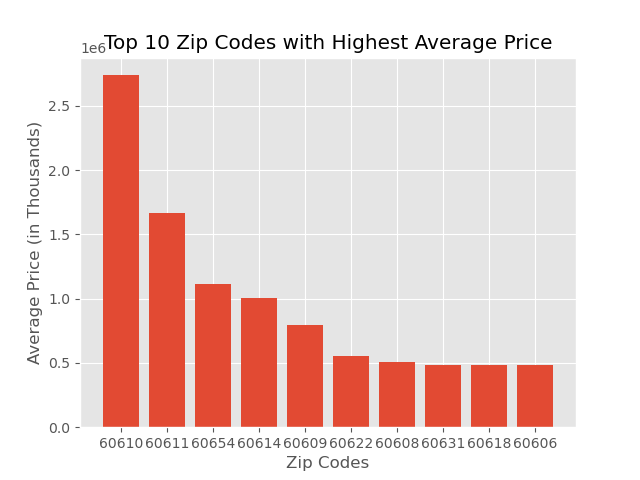 Top 10 Zip Codes with Highest Average Price
1e6
2.5
2.0
1.5
1.0
0.5
0.0
Average Price (in Thousands)
60610 60611 60654 60614 60609 60622 60608 60631 60618 60606
Zip Codes